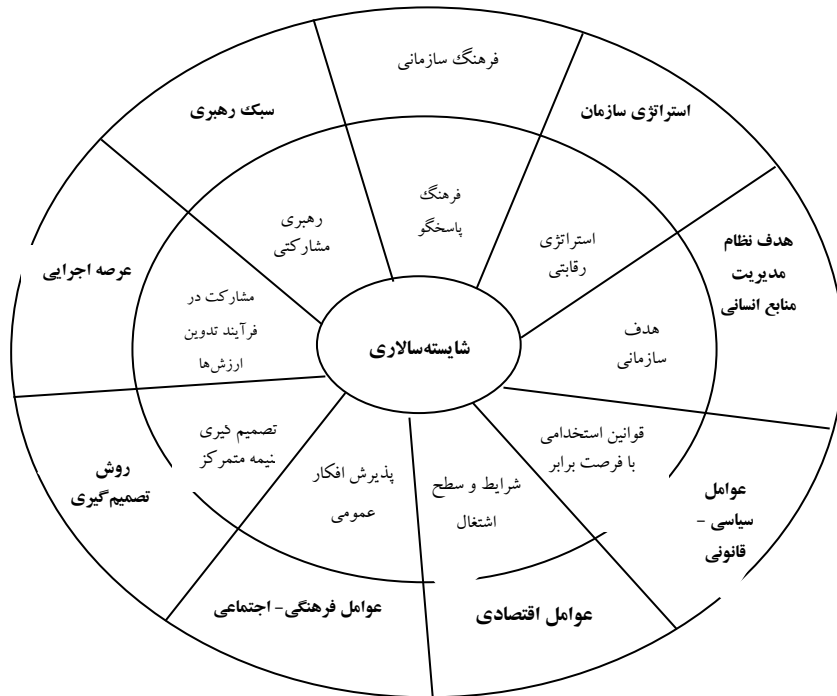 فرهنگ سازمانی
استراتژی سازمان
هدف نظام
مدیریت
منابع انسانی
عوامل
سیاسی -
قانونی
عوامل اقتصادی
عوامل فرهنگی- اجتماعی
روش
تصمیم‌گیری
عرصه اجرایی
سبک رهبری
فرهنگ
پاسخگو
استراتژی
رقابتی
هدف
سازمانی
قوانین استخدامی
با فرصت برابر
شرایط و سطح
اشتغال
پذیرش افکار
عمومی
تصمیم گیری
نیمه متمرکز
مشارکت در
فرآیند تدوین
ارزش‌ها
رهبری
مشارکتی
شایسته‌سالاری